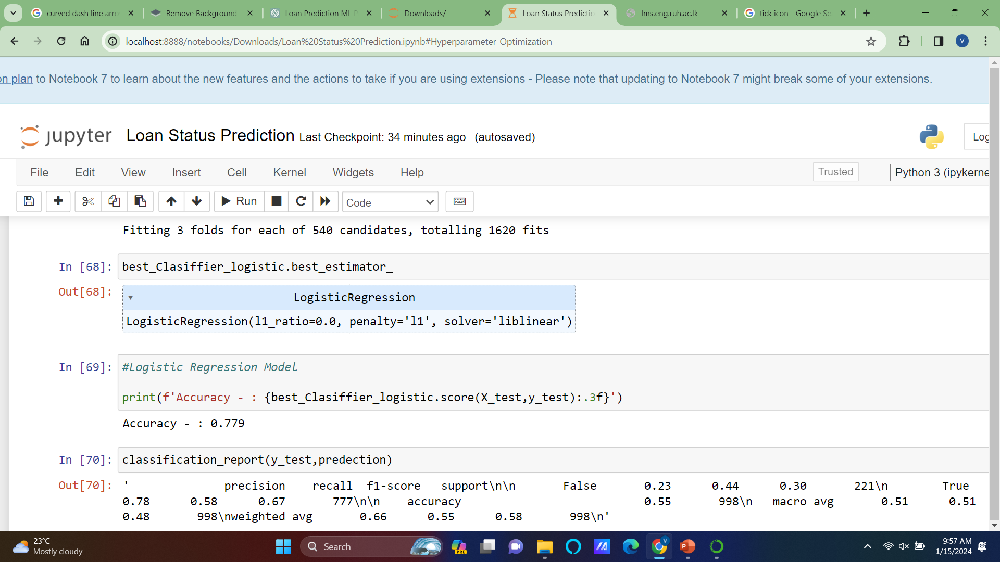 curved dash line arro
Remove Background
Loan Prediction ML P
Downloads/
Loan Status Predictio
lms.eng.ruh.ac.lk
tick icon - Google Se
localhost:8888/notebooks/Downloads/Loan%20Status%20Prediction.ipynb#Hyperparameter-Optimization
V
on plan to Notebook 7 to learn about the new features and the actions to take if you are using extensions - Please note that updating to Notebook 7 might break some of your extensions.
jupyter Loan Status Prediction Last Checkpoint: 34 minutes ago (autosaved)
Log
File Edit View Insert Cell Kernel Widgets Help Trusted Python 3 (ipykerne
Run Code
Fitting 3 folds for each of 540 candidates, totalling 1620 fits
In [68]: best_Clasiffier_logistic.best_estimator_
Out[68]: LogisticRegression
LogisticRegression(l1_ratio=0.0, penalty='l1', solver='liblinear')
In [69]: #Logistic Regression Model
print(f'Accuracy - : {best_Clasiffier_logistic.score(X_test,y_test):.3f}')
Accuracy - : 0.779
In [70]: classification_report(y_test,predection)
Out[70]: ' precision recall f1-score support\n\n False 0.23 0.44 0.30 221\n True
0.78 0.58 0.67 777\n\n accuracy 0.55 998\n macro avg 0.51 0.51
0.48 998\nweighted avg 0.66 0.55 0.58 998\n'
23°C
Mostly cloudy
Search
PRE
V
P
9:57 AM
1/15/2024